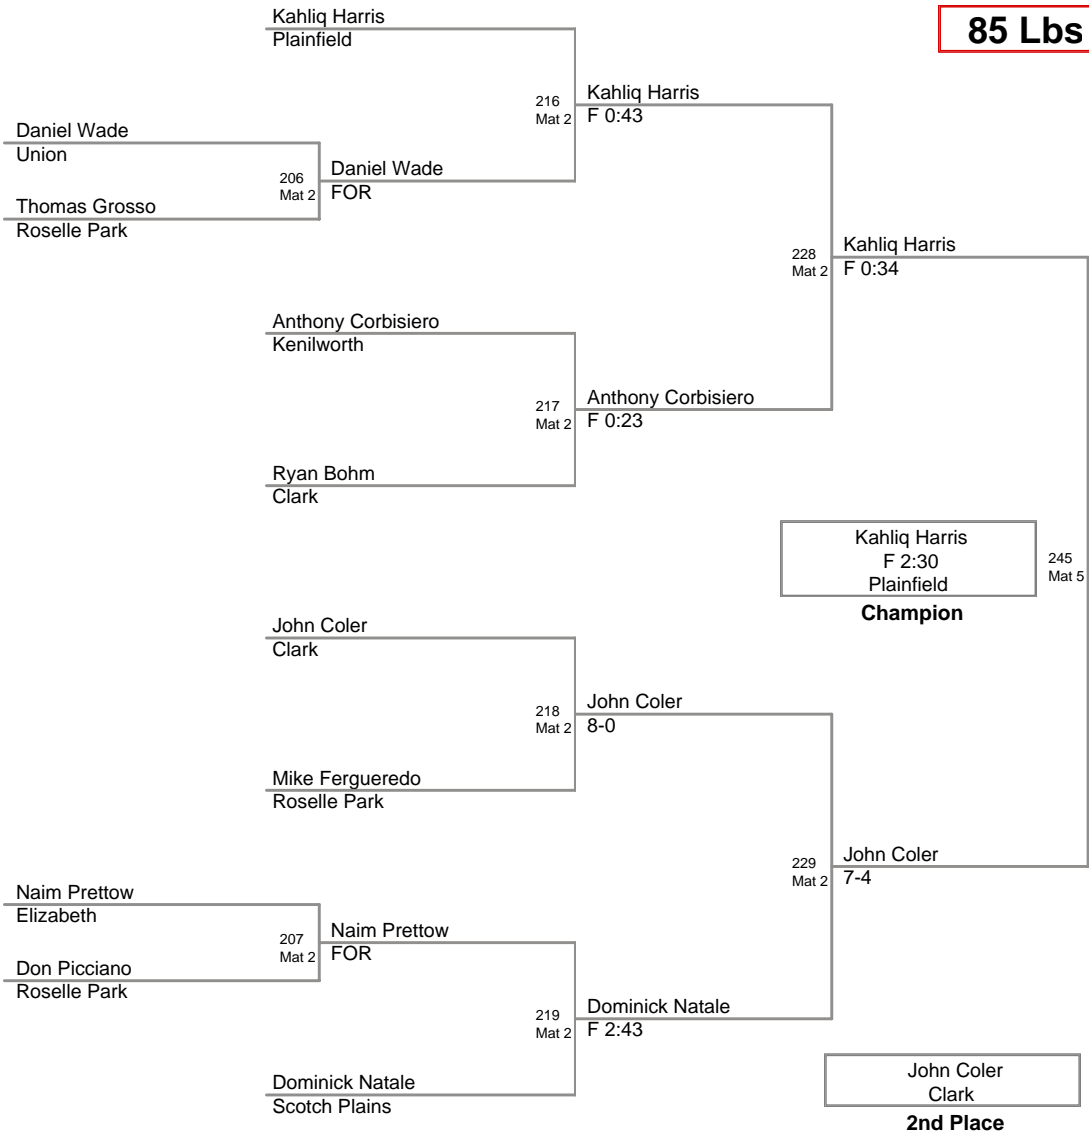 85 Lbs
Kahliq Harris
Plainfield
216
Mat 2
Kahliq Harris
F 0:43
Daniel Wade
Union
206
Mat 2
Daniel Wade
FOR
Thomas Grosso
Roselle Park
228
Mat 2
Kahliq Harris
F 0:34
Anthony Corbisiero
Kenilworth
217
Mat 2
Anthony Corbisiero
F 0:23
Ryan Bohm
Clark
Kahliq Harris
F 2:30
Plainfield
Champion
245
Mat 5
John Coler
Clark
218
Mat 2
John Coler
8-0
Mike Fergueredo
Roselle Park
229
Mat 2
John Coler
7-4
Naim Prettow
Elizabeth
207
Mat 2
Naim Prettow
FOR
Don Picciano
Roselle Park
219
Mat 2
Dominick Natale
F 2:43
Dominick Natale
Scotch Plains
John Coler
Clark
2nd Place